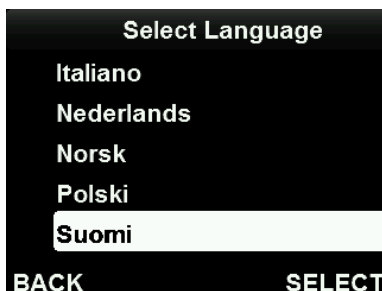 Select Language
Italiano
Nederlands
Norsk
Polski
Suomi
BACK SELECT